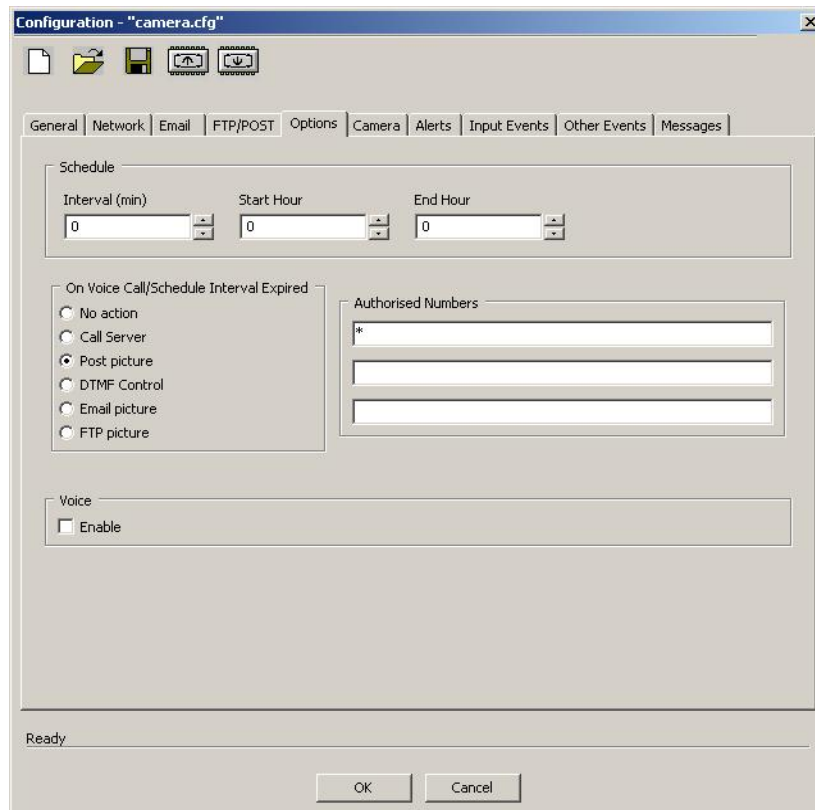 Configuration - "camera.cfg"
General Network Email FTP/POST Options Camera Alerts Input Events Other Events Messages
Schedule
Interval (min) Start Hour End Hour
0 0 0
On Voice Call/Schedule Interval Expired
No action
Call Server
Post picture
DTMF Control
Email picture
FTP picture
Authorised Numbers
*
Voice
Enable
Ready
OK Cancel